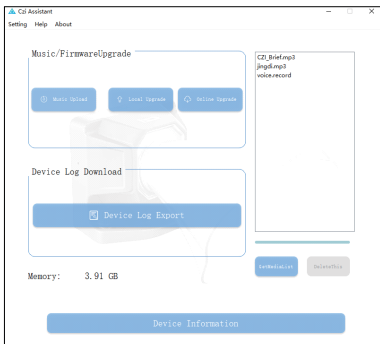 Czi Assistant
Setting Help About
Music/FirmwareUpgrade
Music Upload
Local Upgrade
Online Upgrade
CZI_Brief.mp3
jingdi.mp3
voice.record
Device Log Download
Device Log Export
Memory: 3.91 GB
GetMediaList
DeleteFile
Device Information